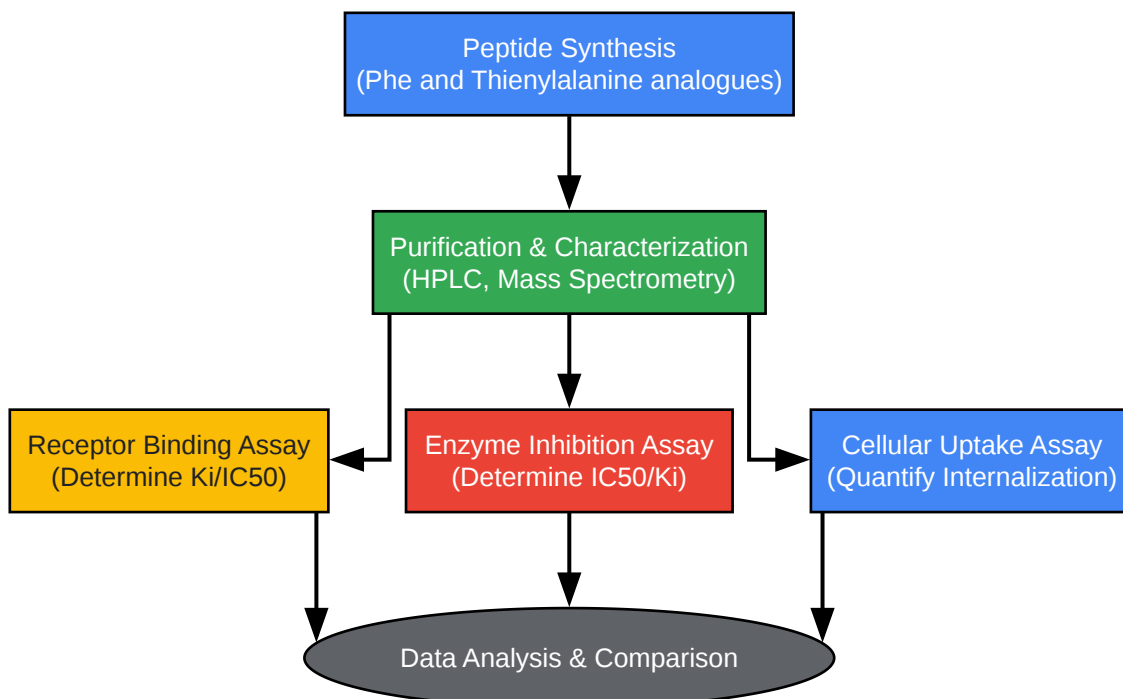 Peptide Synthesis
(Phe and Thienylalanine analogues)
Purification & Characterization
(HPLC, Mass Spectrometry)
Receptor Binding Assay
(Determine Ki/IC50)
Enzyme Inhibition Assay
(Determine IC50/Ki)
Cellular Uptake Assay
(Quantify Internalization)
Data Analysis & Comparison